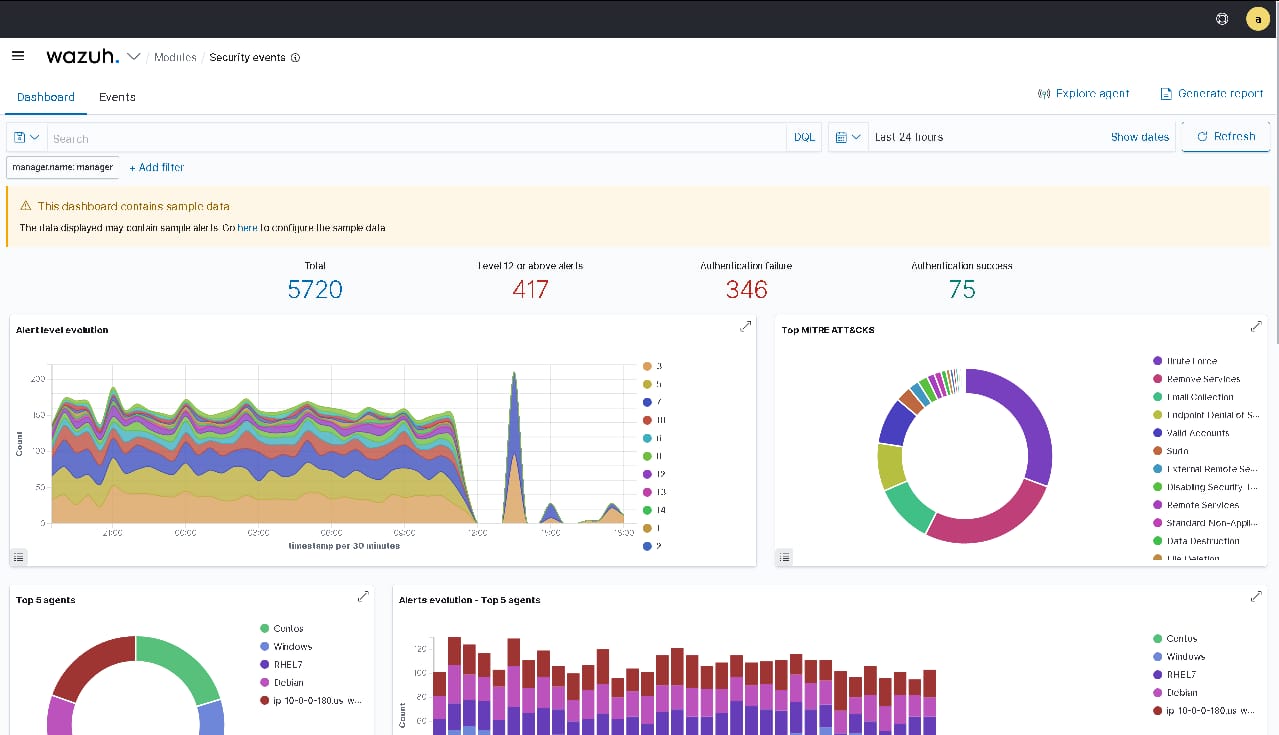 a
wazuh. / Modules / Security events
Dashboard Events
Explore agent Generate report
Search DQL Last 24 hours Show dates Refresh
manager.name: manager + Add filter
This dashboard contains sample data
The data displayed may contain sample alerts. Go here to configure the sample data
Total Level 12 or above alerts Authentication failure Authentication success
5720 417 346 75
Alert level evolution
200
150
100
50
0
Count
21:00 00:00 03:00 06:00 09:00 12:00 15:00 18:00
timestamp per 30 minutes
3
5
7
10
6
11
12
13
14
1
2
Top MITRE ATT&CKS
Brute Force
Remove Services
Email Collection
Endpoint Denial of S...
Valid Accounts
Sudo
External Remote Se...
Disabling Security T...
Remote Services
Standard Non-Appli...
Data Destruction
File Deletion
Top 5 agents
Centos
Windows
RHEL7
Debian
ip-10-0-0-180.us-w...
Alerts evolution - Top 5 agents
120
100
80
60
Count
Centos
Windows
RHEL7
Debian
ip-10-0-0-180.us-w...